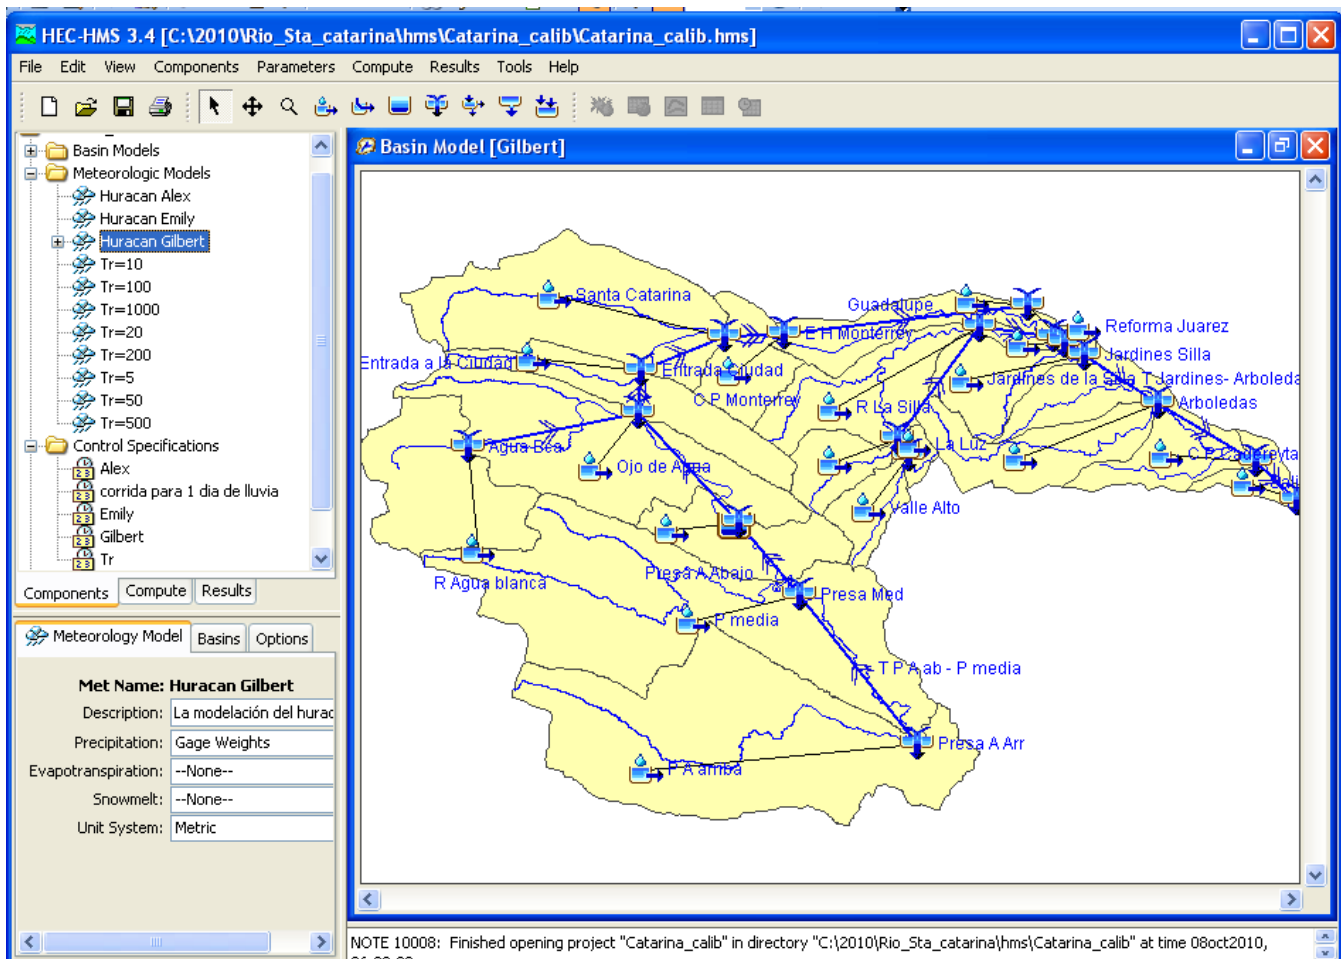 HEC-HMS 3.4 [C:\2010\Rio_Sta_catarina\hms\Catarina_calib\Catarina_calib.hms]
File Edit View Components Parameters Compute Results Tools Help
Basin Models
Meteorologic Models
Huracan Alex
Huracan Emily
Huracan Gilbert
Tr=10
Tr=100
Tr=1000
Tr=20
Tr=200
Tr=5
Tr=50
Tr=500
Control Specifications
Alex
corrida para 1 dia de lluvia
Emily
Gilbert
Tr
Components Compute Results
Meteorology Model Basins Options
Met Name: Huracan Gilbert
Description: La modelación del hurac
Precipitation: Gage Weights
Evapotranspiration: --None--
Snowmelt: --None--
Unit System: Metric
Basin Model [Gilbert]
Santa Catarina
Guadalupe
E H Monterrey
Reforma Juarez
Jardines Silla
Entrada a la Ciudad
Entrada Ciudad
Jardines de la Silla T Jardines- Arboleda
C P Monterrey
R La Silla
Arboledas
Agua Bca
La Luz
C P Cadereyta
Ojo de Agua
Valle Alto
R Agua blanca
Presa A Abajo
Presa Med
P media
T P A ab - P media
Presa A Arr
P A arriba
NOTE 10008: Finished opening project "Catarina_calib" in directory "C:\2010\Rio_Sta_catarina\hms\Catarina_calib" at time 08oct2010,